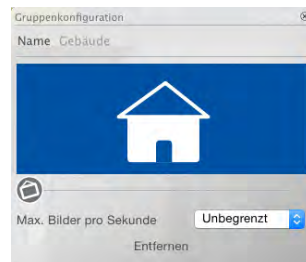 Gruppenkonfiguration
Name Gebäude
Max. Bilder pro Sekunde Unbegrenzt
Entfernen